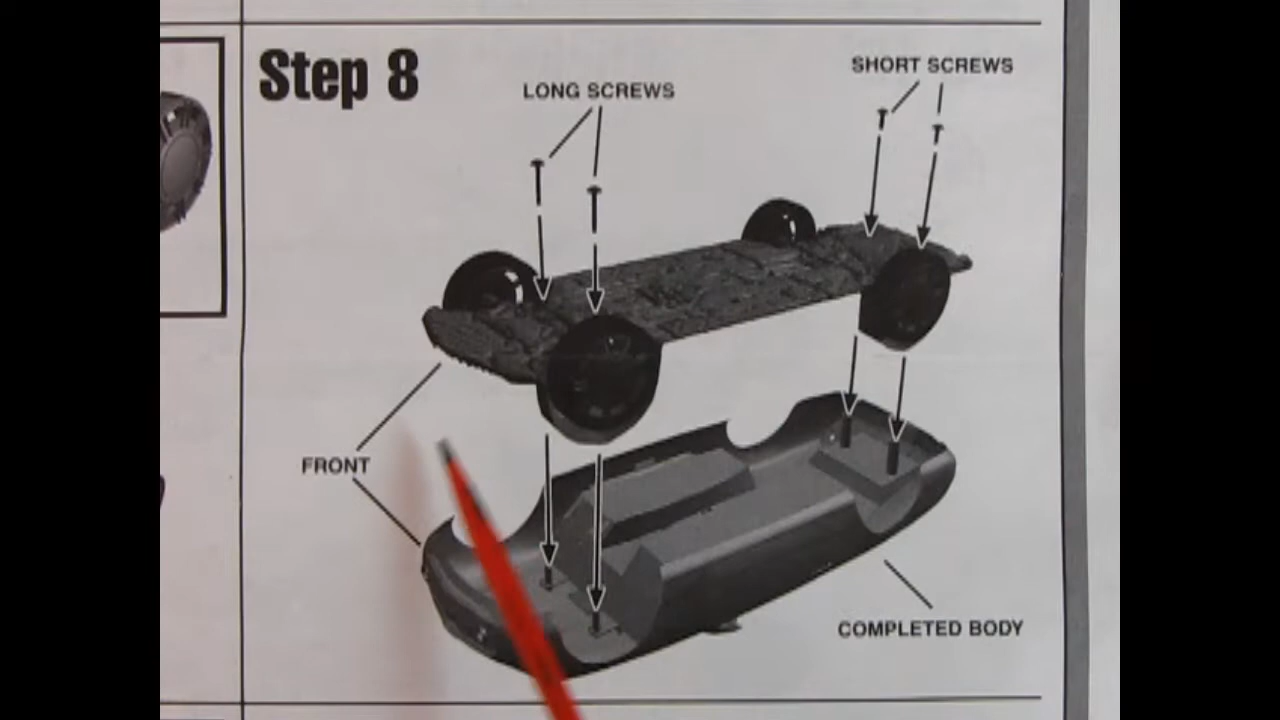 Step 8
LONG SCREWS
SHORT SCREWS
FRONT
COMPLETED BODY